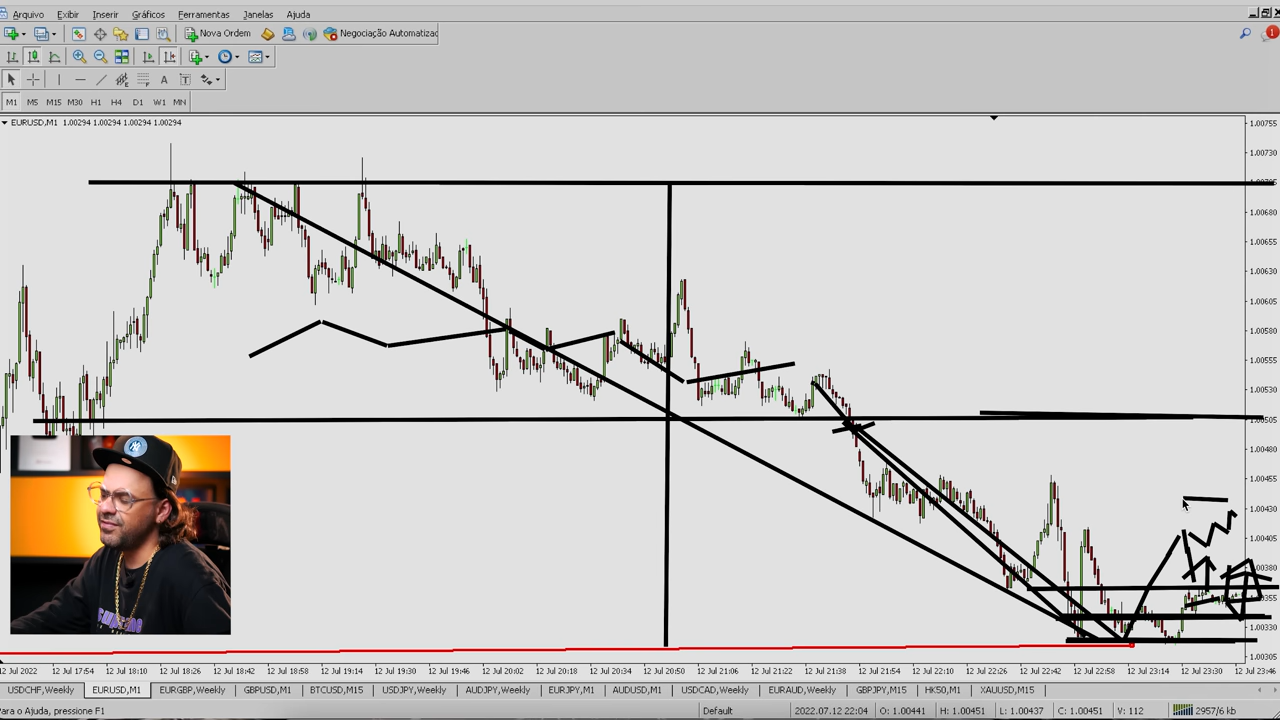 Arquivo Exibir Inserir Gráficos Ferramentas Janelas Ajuda
Nova Ordem Negociação Automatizac
1
A T
M1 M5 M15 M30 H1 H4 D1 W1 MN
EURUSD,M1 1.00294 1.00294 1.00294 1.00294
1.00755
1.00730
1.00705
1.00680
1.00655
1.00630
1.00605
1.00580
1.00555
1.00530
1.00505
1.00480
1.00455
1.00430
1.00405
1.00380
1.00355
1.00330
1.00305
12 Jul 2022 12 Jul 17:54 12 Jul 18:10 12 Jul 18:26 12 Jul 18:42 12 Jul 18:58 12 Jul 19:14 12 Jul 19:30 12 Jul 19:46 12 Jul 20:02 12 Jul 20:18 12 Jul 20:34 12 Jul 20:50 12 Jul 21:06 12 Jul 21:22 12 Jul 21:38 12 Jul 21:54 12 Jul 22:10 12 Jul 22:26 12 Jul 22:42 12 Jul 22:58 12 Jul 23:14 12 Jul 23:30 12 Jul 23:46
USDCHF,Weekly EURUSD,M1 EURGBP,Weekly GBPUSD,M1 BTCUSD,M15 USDJPY,Weekly AUDJPY,Weekly EURJPY,M1 AUDUSD,M1 USDCAD,Weekly EURAUD,Weekly GBPJPY,M15 HK50,M1 XAUUSD,M15
Para o Ajuda, pressione F1 Default 2022.07.12 22:04 O: 1.00441 H: 1.00451 L: 1.00437 C: 1.00451 V: 112 2957/6 kb